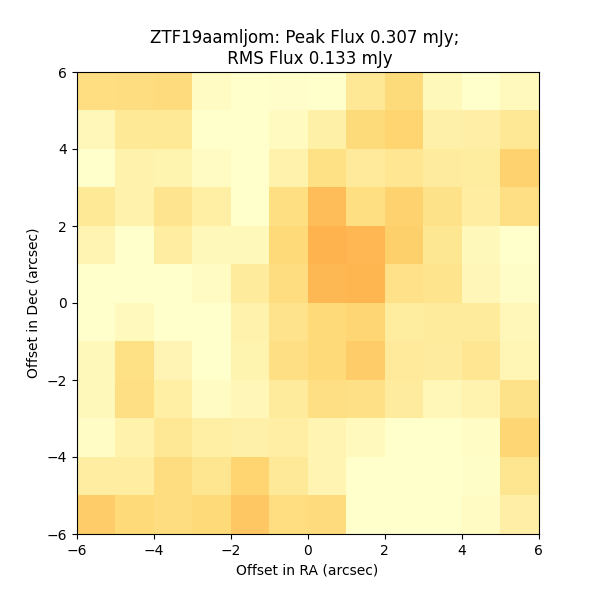 ZTF19aamljom: Peak Flux 0.307 mJy;
RMS Flux 0.133 mJy
6
4
2
0
−2
−4
−6
Offset in Dec (arcsec)
−6 −4 −2 0 2 4 6
Offset in RA (arcsec)